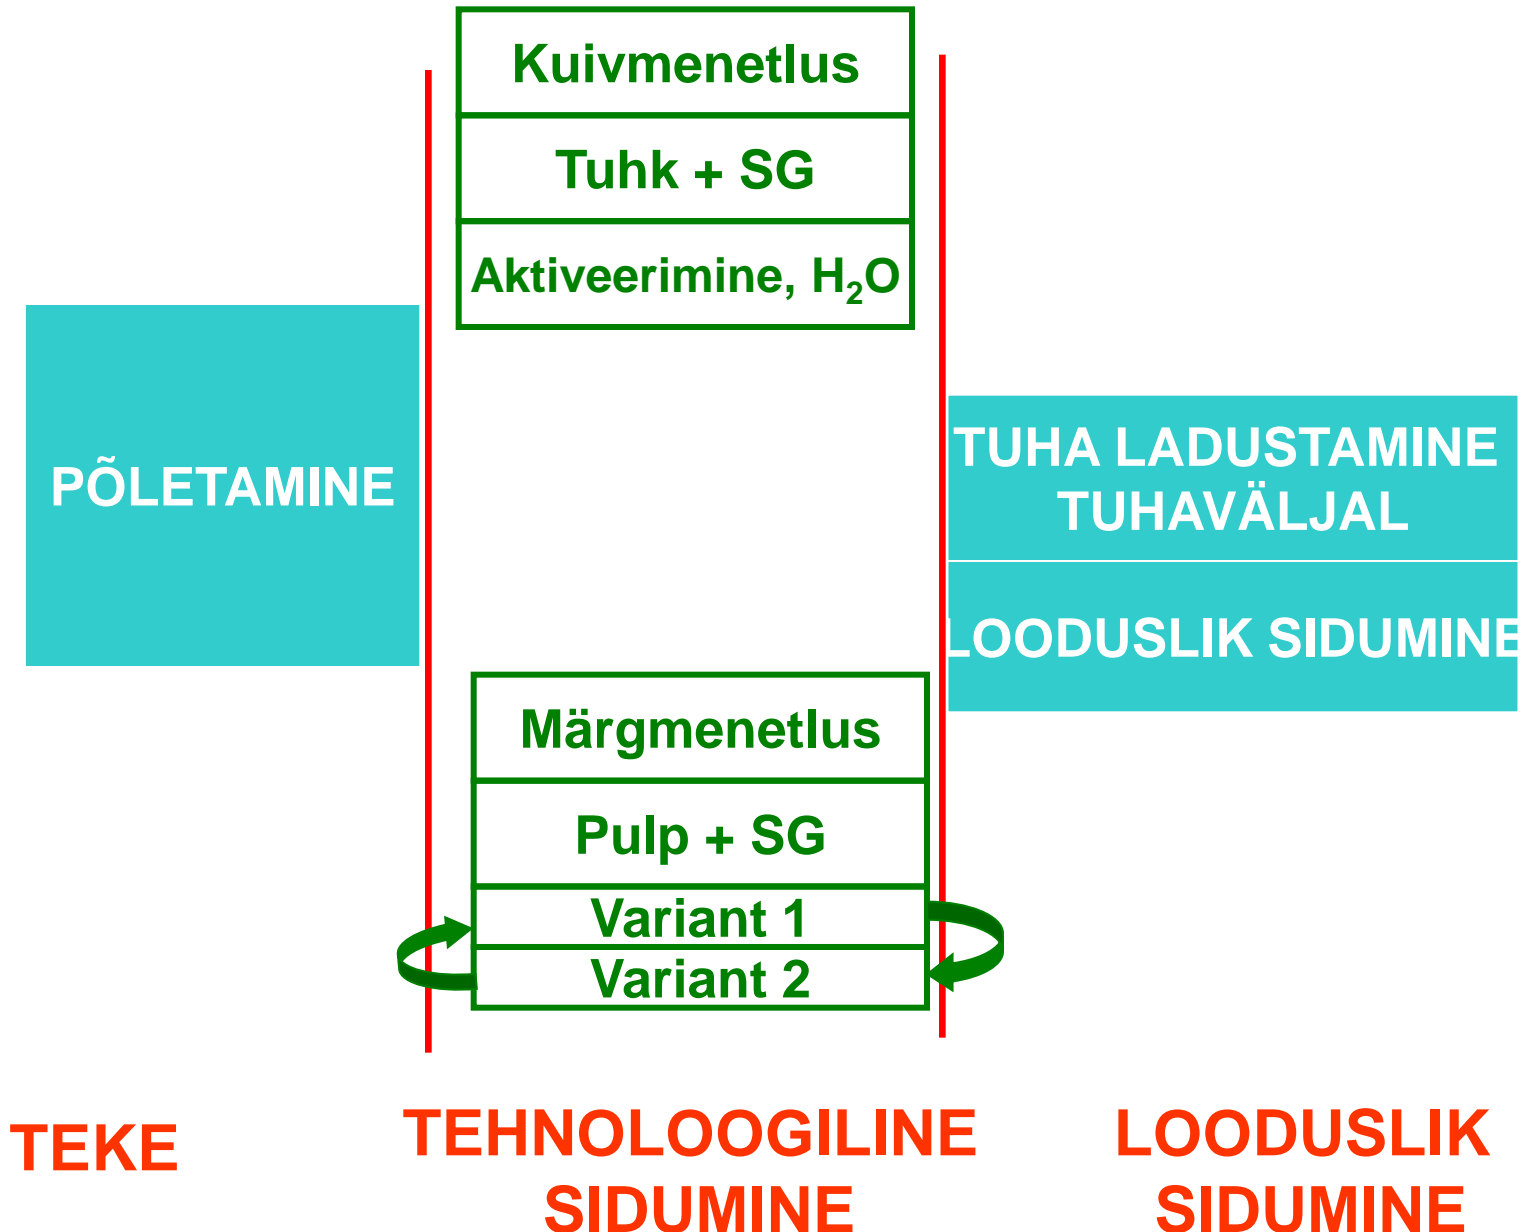 Kuivmenetlus
Tuhk + SG
Aktiveerimine, H₂O
PÕLETAMINE
TUHA LADUSTAMINE
TUHAVÄLJAL
LOODUSLIK SIDUMINE
Märgmenetlus
Pulp + SG
Variant 1
Variant 2
TEKE
TEHNOLOOGILINE
SIDUMINE
LOODUSLIK
SIDUMINE